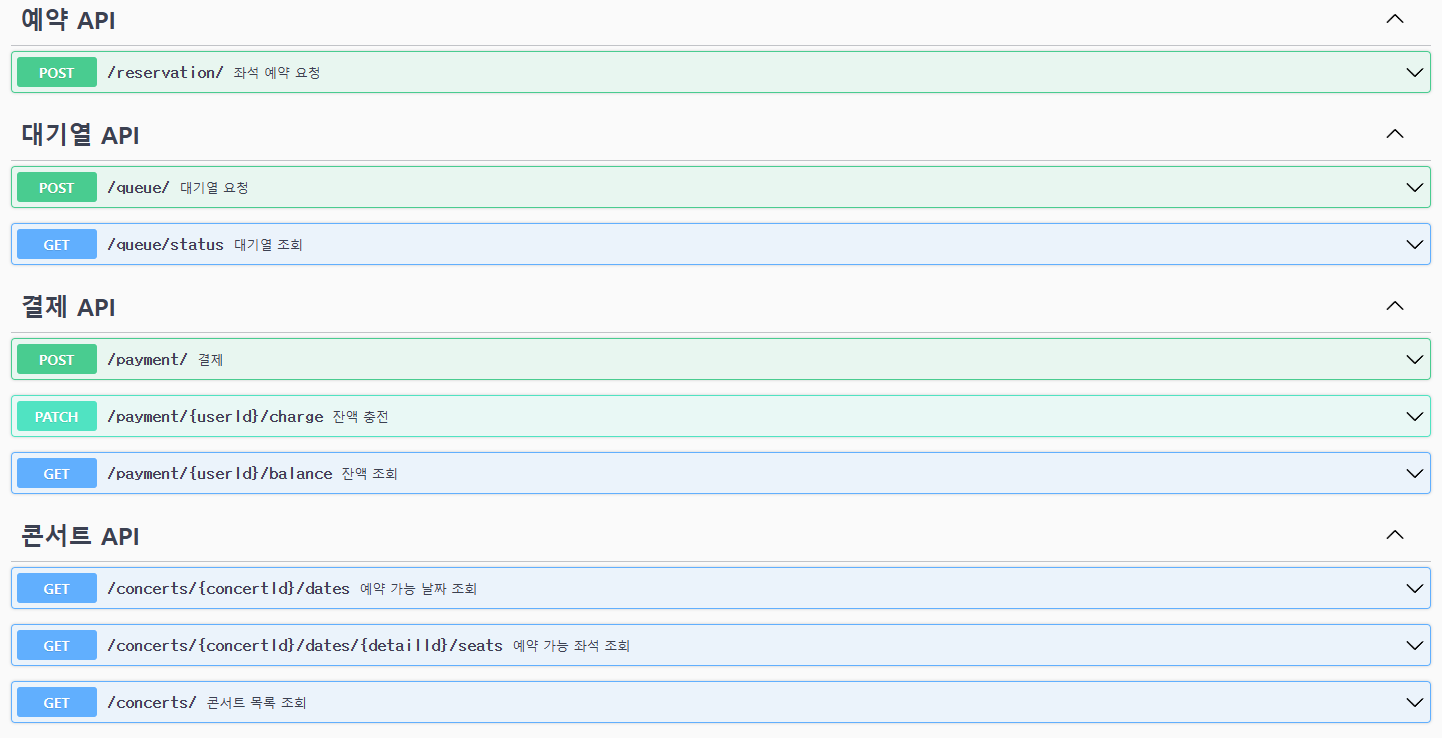 예약 API
POST /reservation/ 좌석 예약 요청
대기열 API
POST /queue/ 대기열 요청
GET /queue/status 대기열 조회
결제 API
POST /payment/ 결제
PATCH /payment/{userId}/charge 잔액 충전
GET /payment/{userId}/balance 잔액 조회
콘서트 API
GET /concerts/{concertId}/dates 예약 가능 날짜 조회
GET /concerts/{concertId}/dates/{detailId}/seats 예약 가능 좌석 조회
GET /concerts/ 콘서트 목록 조회